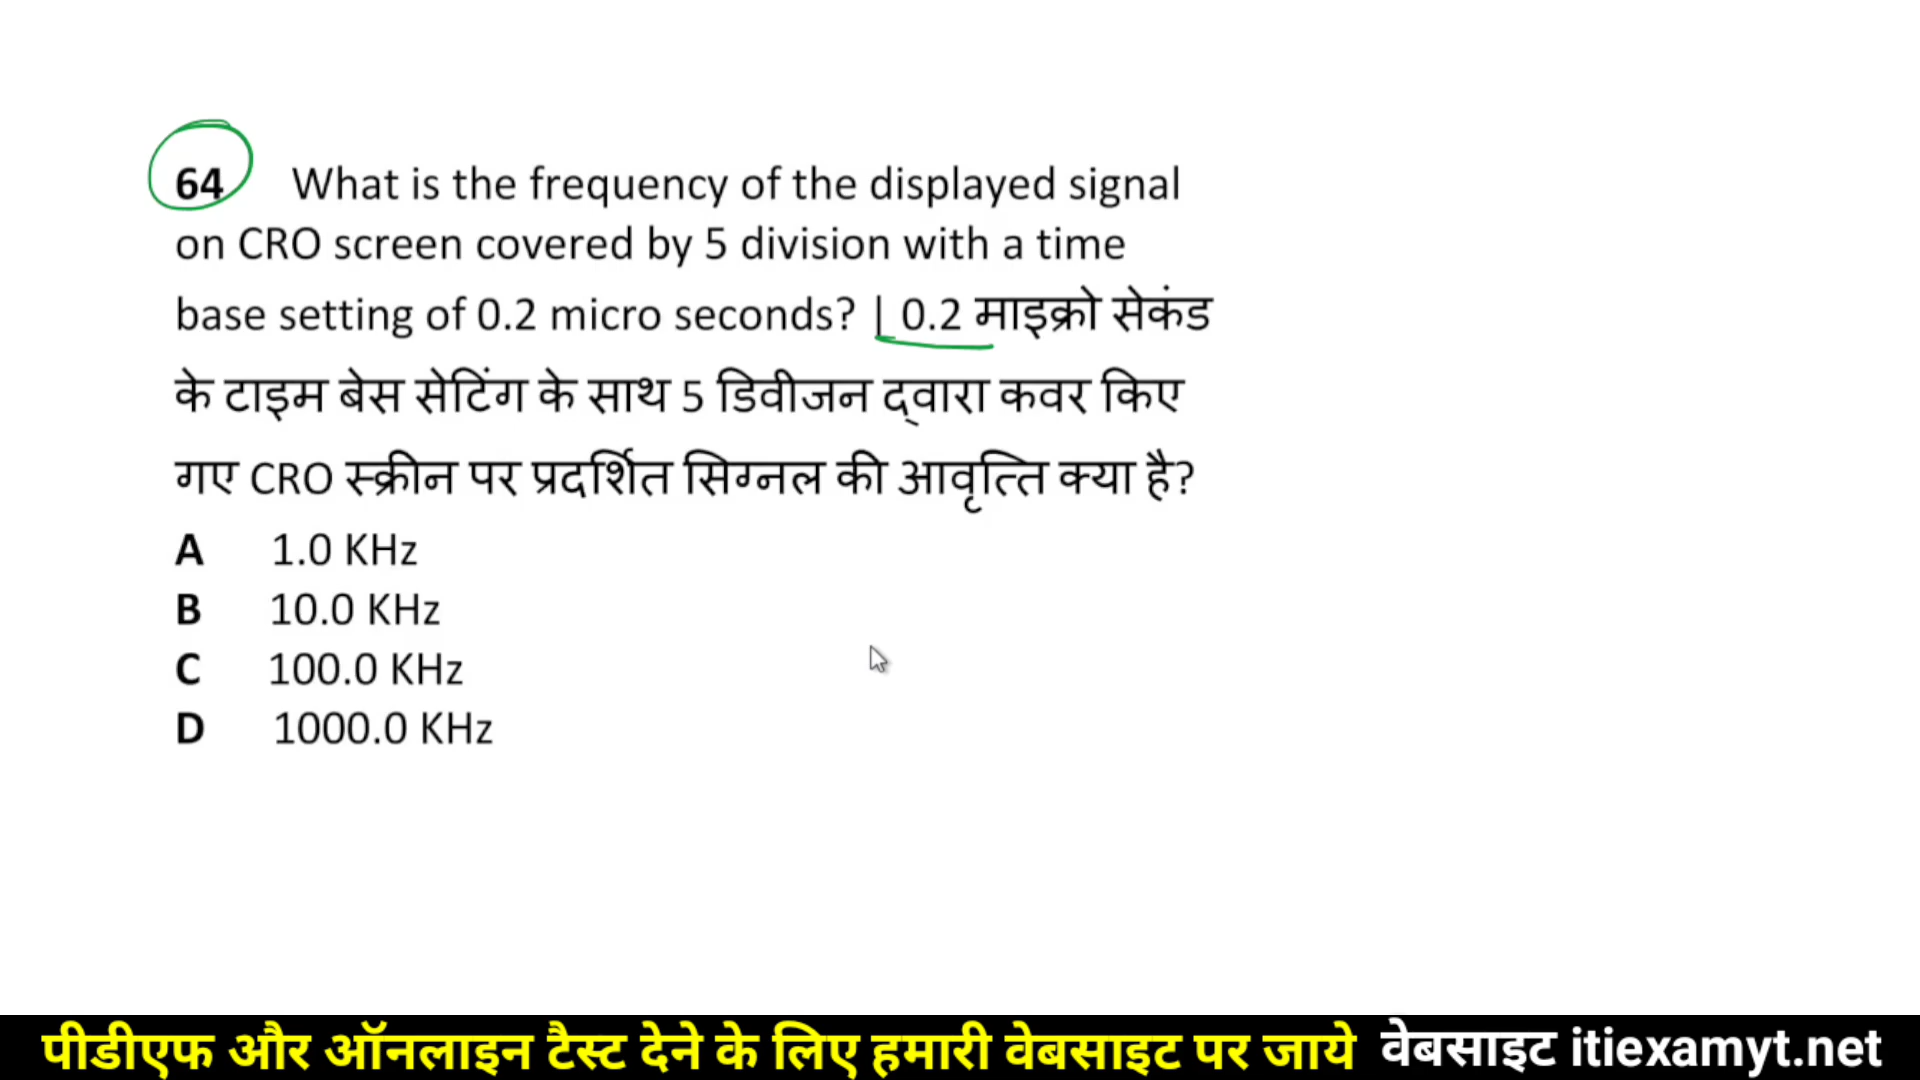 64 What is the frequency of the displayed signal
on CRO screen covered by 5 division with a time
base setting of 0.2 micro seconds? | 0.2 माइक्रो सेकंड
के टाइम बेस सेटिंग के साथ 5 डिवीजन द्वारा कवर किए
गए CRO स्क्रीन पर प्रदर्शित सिग्नल की आवृत्ति क्या है?
A 1.0 KHz
B 10.0 KHz
C 100.0 KHz
D 1000.0 KHz
पीडीएफ और ऑनलाइन टैस्ट देने के लिए हमारी वेबसाइट पर जाये वेबसाइट itiexamyt.net